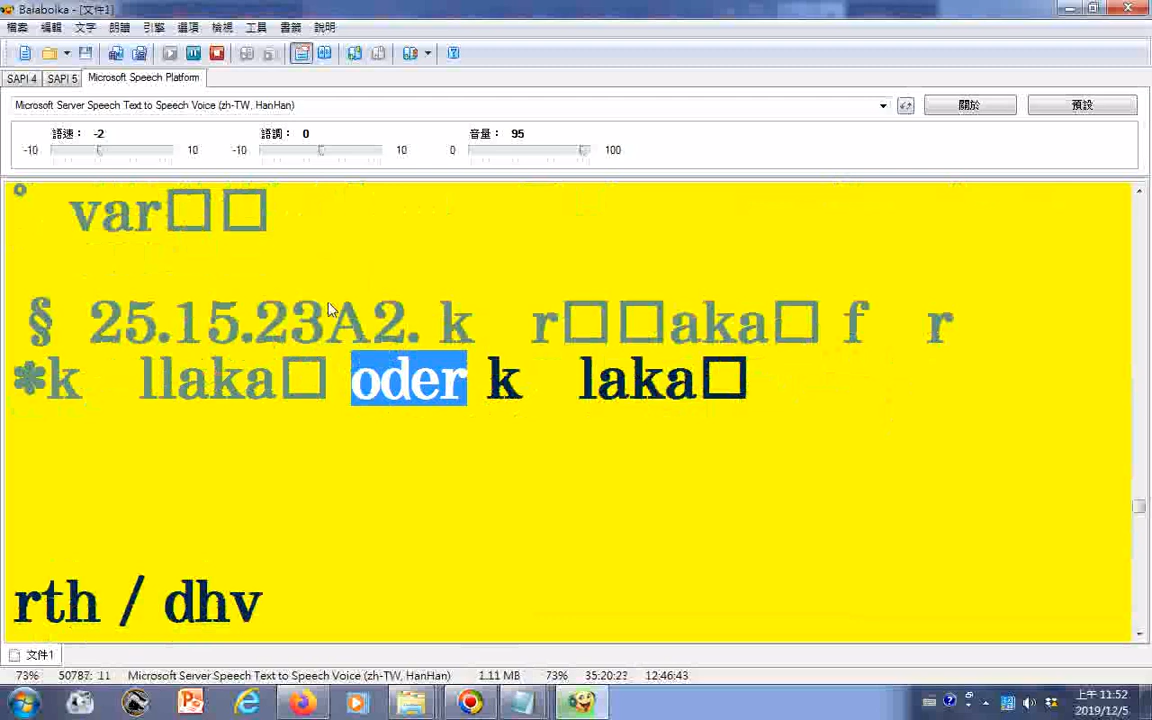 Balabolka - [文件1]
檔案 編輯 文字 朗讀 引擎 選項 檢視 工具 書籤 說明
SAPI 4 SAPI 5 Microsoft Speech Platform
Microsoft Server Speech Text to Speech Voice (zh-TW, HanHan) 關於 預設
語速： -2 語調： 0 音量： 95
-10 10 -10 10 0 100
° var□□
§ 25.15.23A2. k r□□aka□ f r
*k llaka□ oder k laka□
rth / dhv
文件1
73% 50787: 11 Microsoft Server Speech Text to Speech Voice (zh-TW, HanHan) 1.11 MB 73% 35:20:23 12:46:43
上午 11:52
2019/12/5